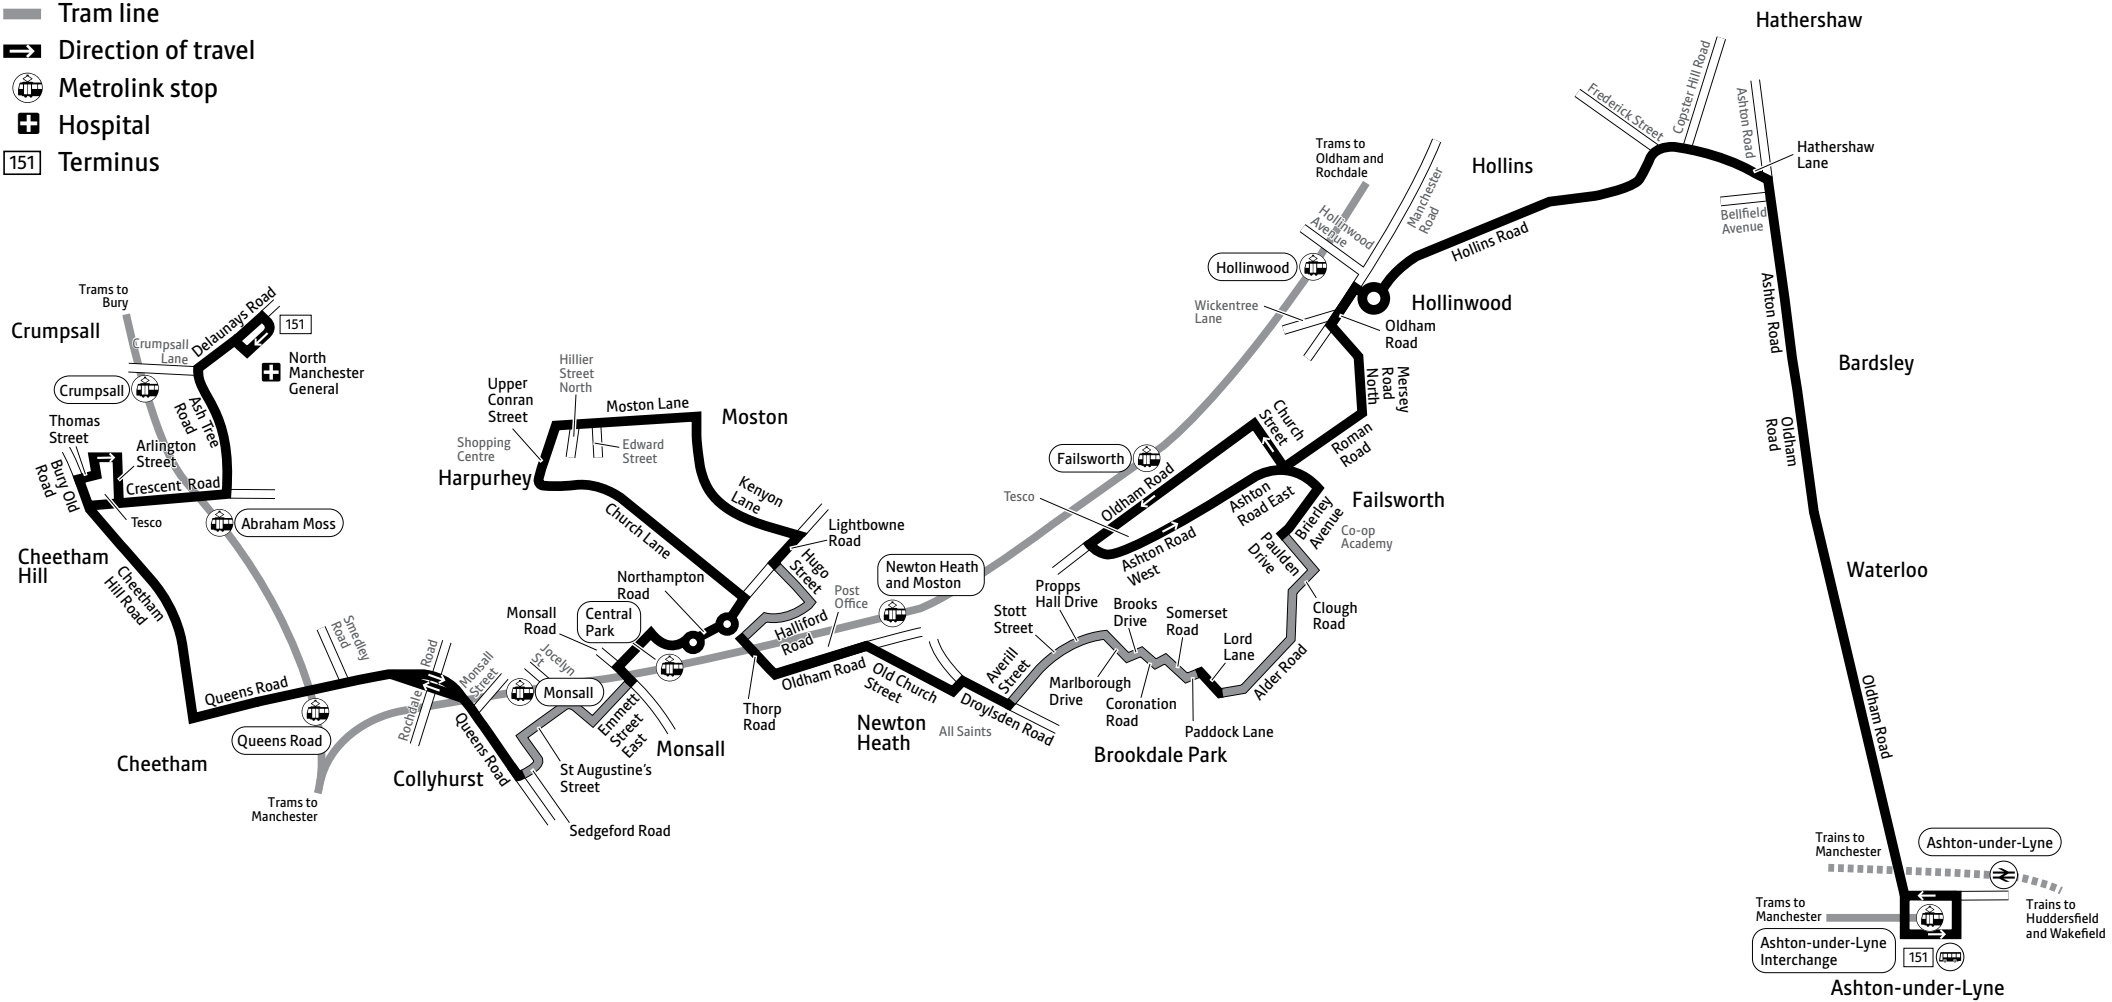 Tram line
Direction of travel
Metrolink stop
Hospital
151 Terminus
Trams to
Bury
Crumpsall
Crumpsall
Lane
Delaunays Road
151
North
Manchester
General
Crumpsall
Ash Tree
Road
Thomas
Street
Arlington
Street
Bury Old
Road
Crescent Road
Tesco
Abraham Moss
Cheetham
Hill
Cheetham
Hill Road
Smedley
Road
Queens Road
Queens Road
Cheetham
Trams to
Manchester
Rochdale
Road
Monsall
Street
Collyhurst
Queens Road
Jocelyn
St
Monsall
Sedgeford Road
St Augustine's
Street
Emmett
Street
East
Monsall
Monsall
Road
Central
Park
Northampton
Road
Church Lane
Harpurhey
Shopping
Centre
Upper
Conran
Street
Hillier
Street
North
Edward
Street
Moston Lane
Moston
Kenyon
Lane
Lightbowne
Road
Hugo
Street
Halliford
Road
Post
Office
Thorp
Road
Oldham Road
Newton Heath
and Moston
Old Church
Street
Newton
Heath
All Saints
Droylsden Road
Averill
Street
Stott
Street
Propps
Hall Drive
Marlborough
Drive
Brooks
Drive
Coronation
Road
Somerset
Road
Paddock Lane
Lord
Lane
Brookdale Park
Alder Road
Clough
Road
Paulden
Drive
Brierley
Avenue
Co-op
Academy
Failsworth
Failsworth
Tesco
Oldham Road
Ashton Road
West
Ashton
Road East
Church
Street
Roman
Road
Mersey
Road
North
Oldham
Road
Wickentree
Lane
Hollinwood
Hollinwood
Hollinwood
Avenue
Trams to
Oldham and
Rochdale
Manchester
Road
Hollins
Hollins Road
Frederick Street
Copster Hill Road
Hathershaw
Ashton Road
Hathershaw
Lane
Bellfield
Avenue
Ashton Road
Bardsley
Oldham
Road
Waterloo
Oldham Road
Trains to
Manchester
Ashton-under-Lyne
Trams to
Manchester
Trains to
Huddersfield
and Wakefield
Ashton-under-Lyne
Interchange
151
Ashton-under-Lyne